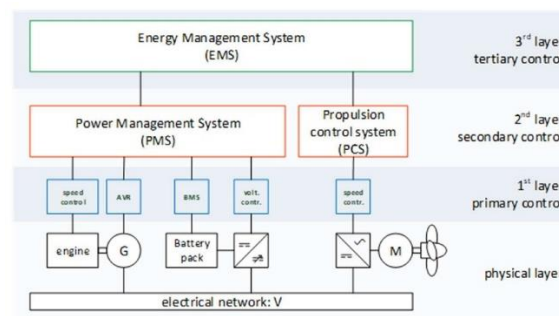 Energy Management System
(EMS)
3rd laye
tertiary contro
Power Management System
(PMS)
Propulsion
control system
(PCS)
2nd laye
secondary contro
speed
control
AVR
BMS
volt.
contr.
speed
contr.
1st laye
primary contro
engine
G
Battery
pack
M
physical laye
electrical network: V